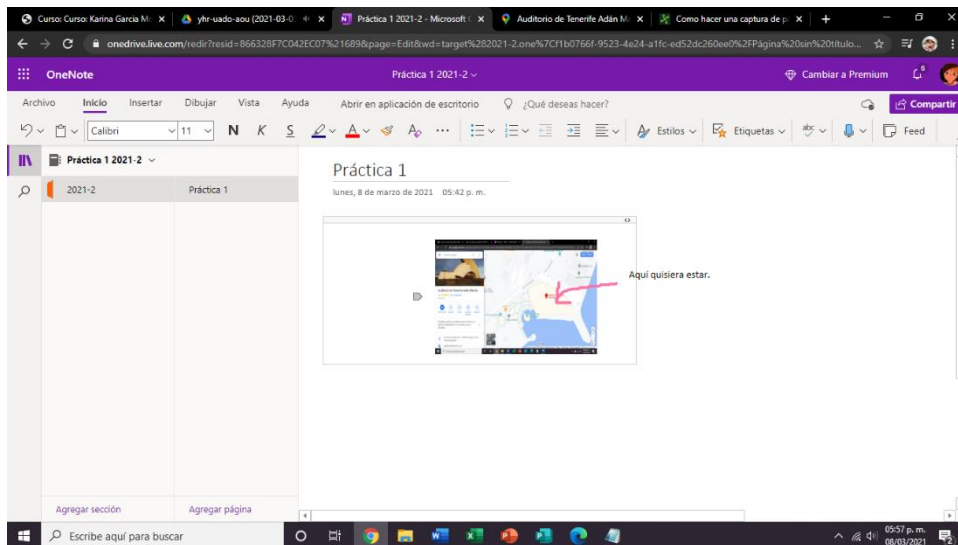 Curso: Curso: Karina Garcia M
yhr-uado-aou (2021-03-0
Práctica 1 2021-2 - Microsoft
Auditorio de Tenerife Adán M
Como hacer una captura de p
onedrive.live.com/redir?resid=866328F7C042EC07%21689&page=Edit&wd=target%282021-2.one%7Cf1b0766f-9523-4e24-a1fc-ed52dc260ee0%2FPágina%20sin%20título...
OneNote
Práctica 1 2021-2
Cambiar a Premium
6
Archivo Inicio Insertar Dibujar Vista Ayuda Abrir en aplicación de escritorio ¿Qué deseas hacer? Compartir
Calibri 11 N K S A A Estilos Etiquetas abc Feed
Práctica 1 2021-2
2021-2 Práctica 1
Práctica 1
lunes, 8 de marzo de 2021 05:42 p. m.
Aquí quisiera estar.
Agregar sección Agregar página
Escribe aquí para buscar
05:57 p. m.
08/03/2021
2